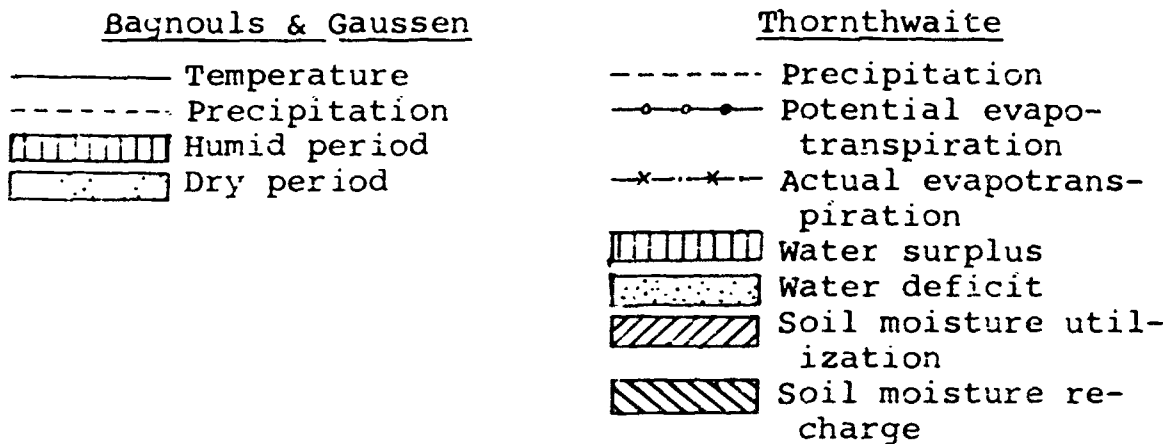 Bagnouls & Gaussen
Temperature
Precipitation
Humid period
Dry period
Thornthwaite
Precipitation
Potential evapo-
transpiration
Actual evapotrans-
piration
Water surplus
Water deficit
Soil moisture util-
ization
Soil moisture re-
charge